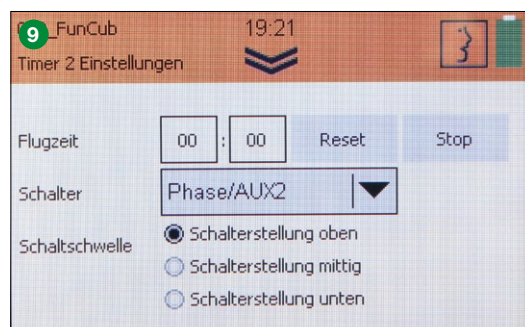 9 _FunCub 19:21
Timer 2 Einstellungen
Flugzeit 00 : 00 Reset Stop
Schalter Phase/AUX2
Schaltschwelle Schalterstellung oben
Schalterstellung mittig
Schalterstellung unten